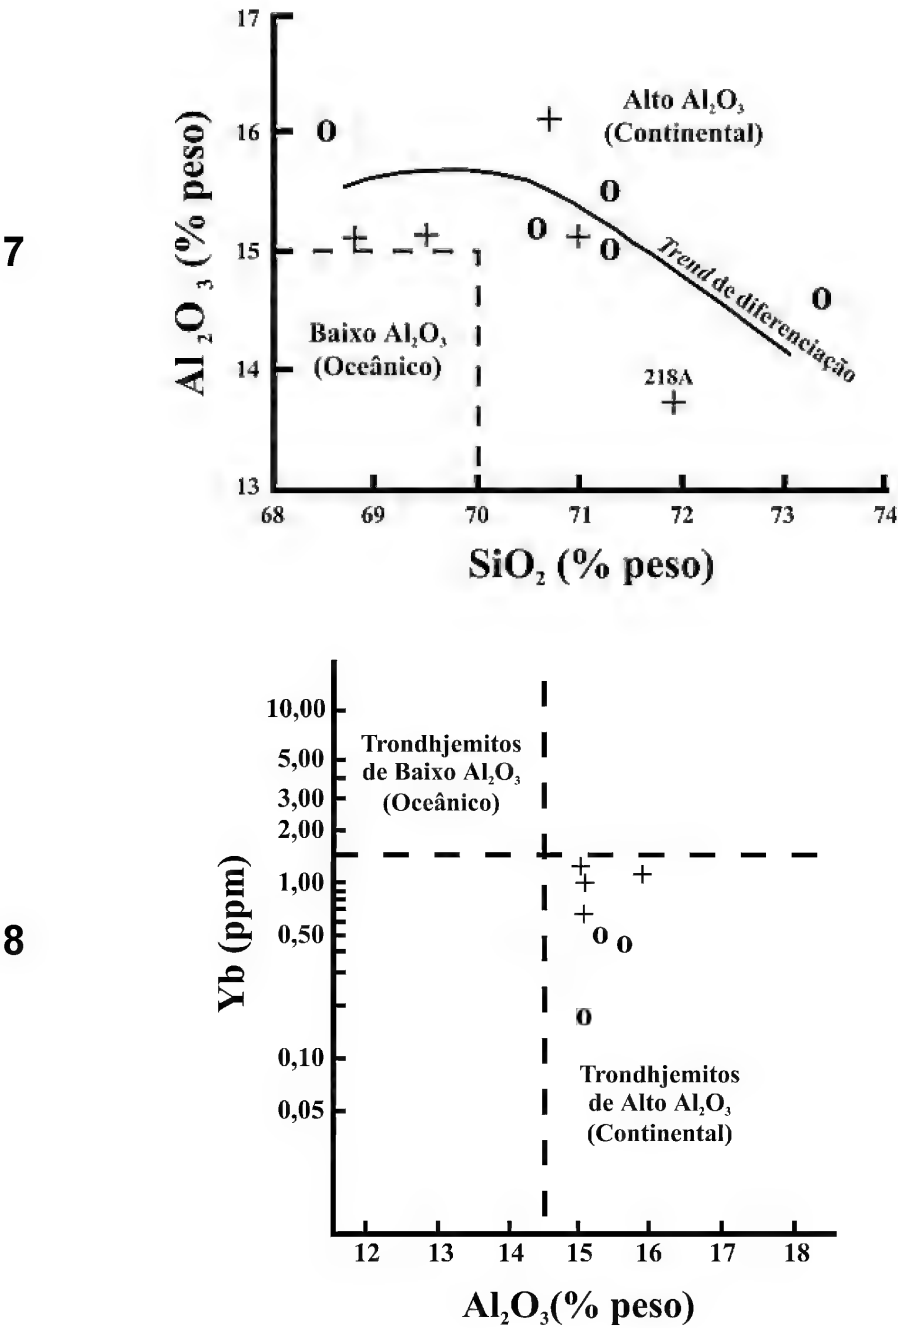 7
17
16
15
14
13
Al₂O₃ (% peso)
Alto Al₂O₃
(Continental)
Trend de diferenciação
Baixo Al₂O₃
(Oceânico)
218A
68 69 70 71 72 73 74
SiO₂ (% peso)
8
10,00
5,00
3,00
2,00
1,00
0,50
0,10
0,05
Yb (ppm)
Trondhjemitos
de Baixo Al₂O₃
(Oceânico)
Trondhjemitos
de Alto Al₂O₃
(Continental)
12 13 14 15 16 17 18
Al₂O₃(% peso)